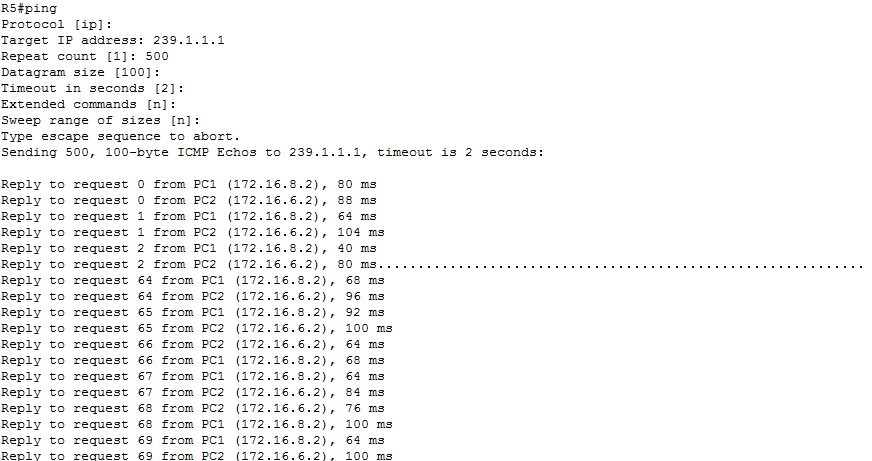 R5#ping
Protocol [ip]:
Target IP address: 239.1.1.1
Repeat count [1]: 500
Datagram size [100]:
Timeout in seconds [2]:
Extended commands [n]:
Sweep range of sizes [n]:
Type escape sequence to abort.
Sending 500, 100-byte ICMP Echos to 239.1.1.1, timeout is 2 seconds:
Reply to request 0 from PC1 (172.16.8.2), 80 ms
Reply to request 0 from PC2 (172.16.6.2), 88 ms
Reply to request 1 from PC1 (172.16.8.2), 64 ms
Reply to request 1 from PC2 (172.16.6.2), 104 ms
Reply to request 2 from PC1 (172.16.8.2), 40 ms
Reply to request 2 from PC2 (172.16.6.2), 80 ms.............................................................
Reply to request 64 from PC1 (172.16.8.2), 68 ms
Reply to request 64 from PC2 (172.16.6.2), 96 ms
Reply to request 65 from PC1 (172.16.8.2), 92 ms
Reply to request 65 from PC2 (172.16.6.2), 100 ms
Reply to request 66 from PC2 (172.16.6.2), 64 ms
Reply to request 66 from PC1 (172.16.8.2), 68 ms
Reply to request 67 from PC1 (172.16.8.2), 64 ms
Reply to request 67 from PC2 (172.16.6.2), 84 ms
Reply to request 68 from PC2 (172.16.6.2), 76 ms
Reply to request 68 from PC1 (172.16.8.2), 100 ms
Reply to request 69 from PC1 (172.16.8.2), 64 ms
Reply to request 69 from PC2 (172.16.6.2), 100 ms